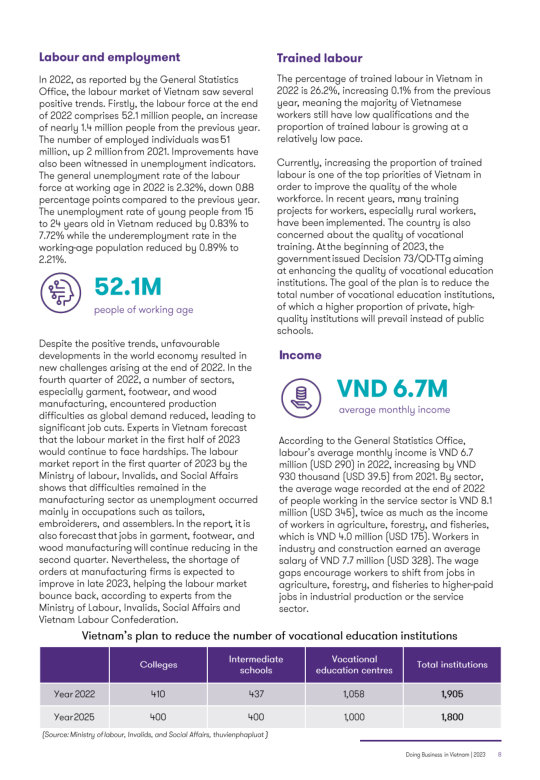 Labour and employment
In 2022, as reported by the General Statistics
Office, the labour market of Vietnam saw several
positive trends. Firstly, the labour force at the end
of 2022 comprises 52.1 million people, an increase
of nearly 1.4 million people from the previous year.
The number of employed individuals was 51
million, up 2 million from 2021. Improvements have
also been witnessed in unemployment indicators.
The general unemployment rate of the labour
force at working age in 2022 is 2.32%, down 0.88
percentage points compared to the previous year.
The unemployment rate of young people from 15
to 24 years old in Vietnam reduced by 0.83% to
7.72% while the underemployment rate in the
working-age population reduced by 0.89% to
2.21%.
52.1M
people of working age
Despite the positive trends, unfavourable
developments in the world economy resulted in
new challenges arising at the end of 2022. In the
fourth quarter of 2022, a number of sectors,
especially garment, footwear, and wood
manufacturing, encountered production
difficulties as global demand reduced, leading to
significant job cuts. Experts in Vietnam forecast
that the labour market in the first half of 2023
would continue to face hardships. The labour
market report in the first quarter of 2023 by the
Ministry of labour, Invalids, and Social Affairs
shows that difficulties remained in the
manufacturing sector as unemployment occurred
mainly in occupations such as tailors,
embroiderers, and assemblers. In the report, it is
also forecast that jobs in garment, footwear, and
wood manufacturing will continue reducing in the
second quarter. Nevertheless, the shortage of
orders at manufacturing firms is expected to
improve in late 2023, helping the labour market
bounce back, according to experts from the
Ministry of Labour, Invalids, Social Affairs and
Vietnam Labour Confederation.
Trained labour
The percentage of trained labour in Vietnam in
2022 is 26.2%, increasing 0.1% from the previous
year, meaning the majority of Vietnamese
workers still have low qualifications and the
proportion of trained labour is growing at a
relatively low pace.
Currently, increasing the proportion of trained
labour is one of the top priorities of Vietnam in
order to improve the quality of the whole
workforce. In recent years, many training
projects for workers, especially rural workers,
have been implemented. The country is also
concerned about the quality of vocational
training. At the beginning of 2023, the
government issued Decision 73/QD-TTg aiming
at enhancing the quality of vocational education
institutions. The goal of the plan is to reduce the
total number of vocational education institutions,
of which a higher proportion of private, high-
quality institutions will prevail instead of public
schools.
Income
VND 6.7M
average monthly income
According to the General Statistics Office,
labour's average monthly income is VND 6.7
million (USD 290) in 2022, increasing by VND
930 thousand (USD 39.5) from 2021. By sector,
the average wage recorded at the end of 2022
of people working in the service sector is VND 8.1
million (USD 345), twice as much as the income
of workers in agriculture, forestry, and fisheries,
which is VND 4.0 million (USD 175). Workers in
industry and construction earned an average
salary of VND 7.7 million (USD 328). The wage
gaps encourage workers to shift from jobs in
agriculture, forestry, and fisheries to higher-paid
jobs in industrial production or the service
sector.
Vietnam's plan to reduce the number of vocational education institutions
Colleges Intermediate schools Vocational education centres Total institutions
Year 2022 410 437 1,058 1,905
Year 2025 400 400 1,000 1,800
(Source: Ministry of labour, Invalids, and Social Affairs, thuvienphapluat )
Doing Business in Vietnam | 2023 8